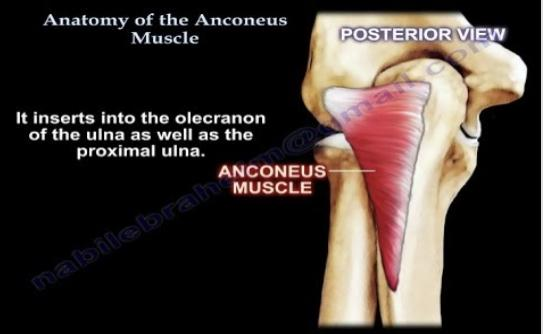 Anatomy of the Anconeus
Muscle
POSTERIOR VIEW
It inserts into the olecranon
of the ulna as well as the
proximal ulna.
ANCONEUS
MUSCLE